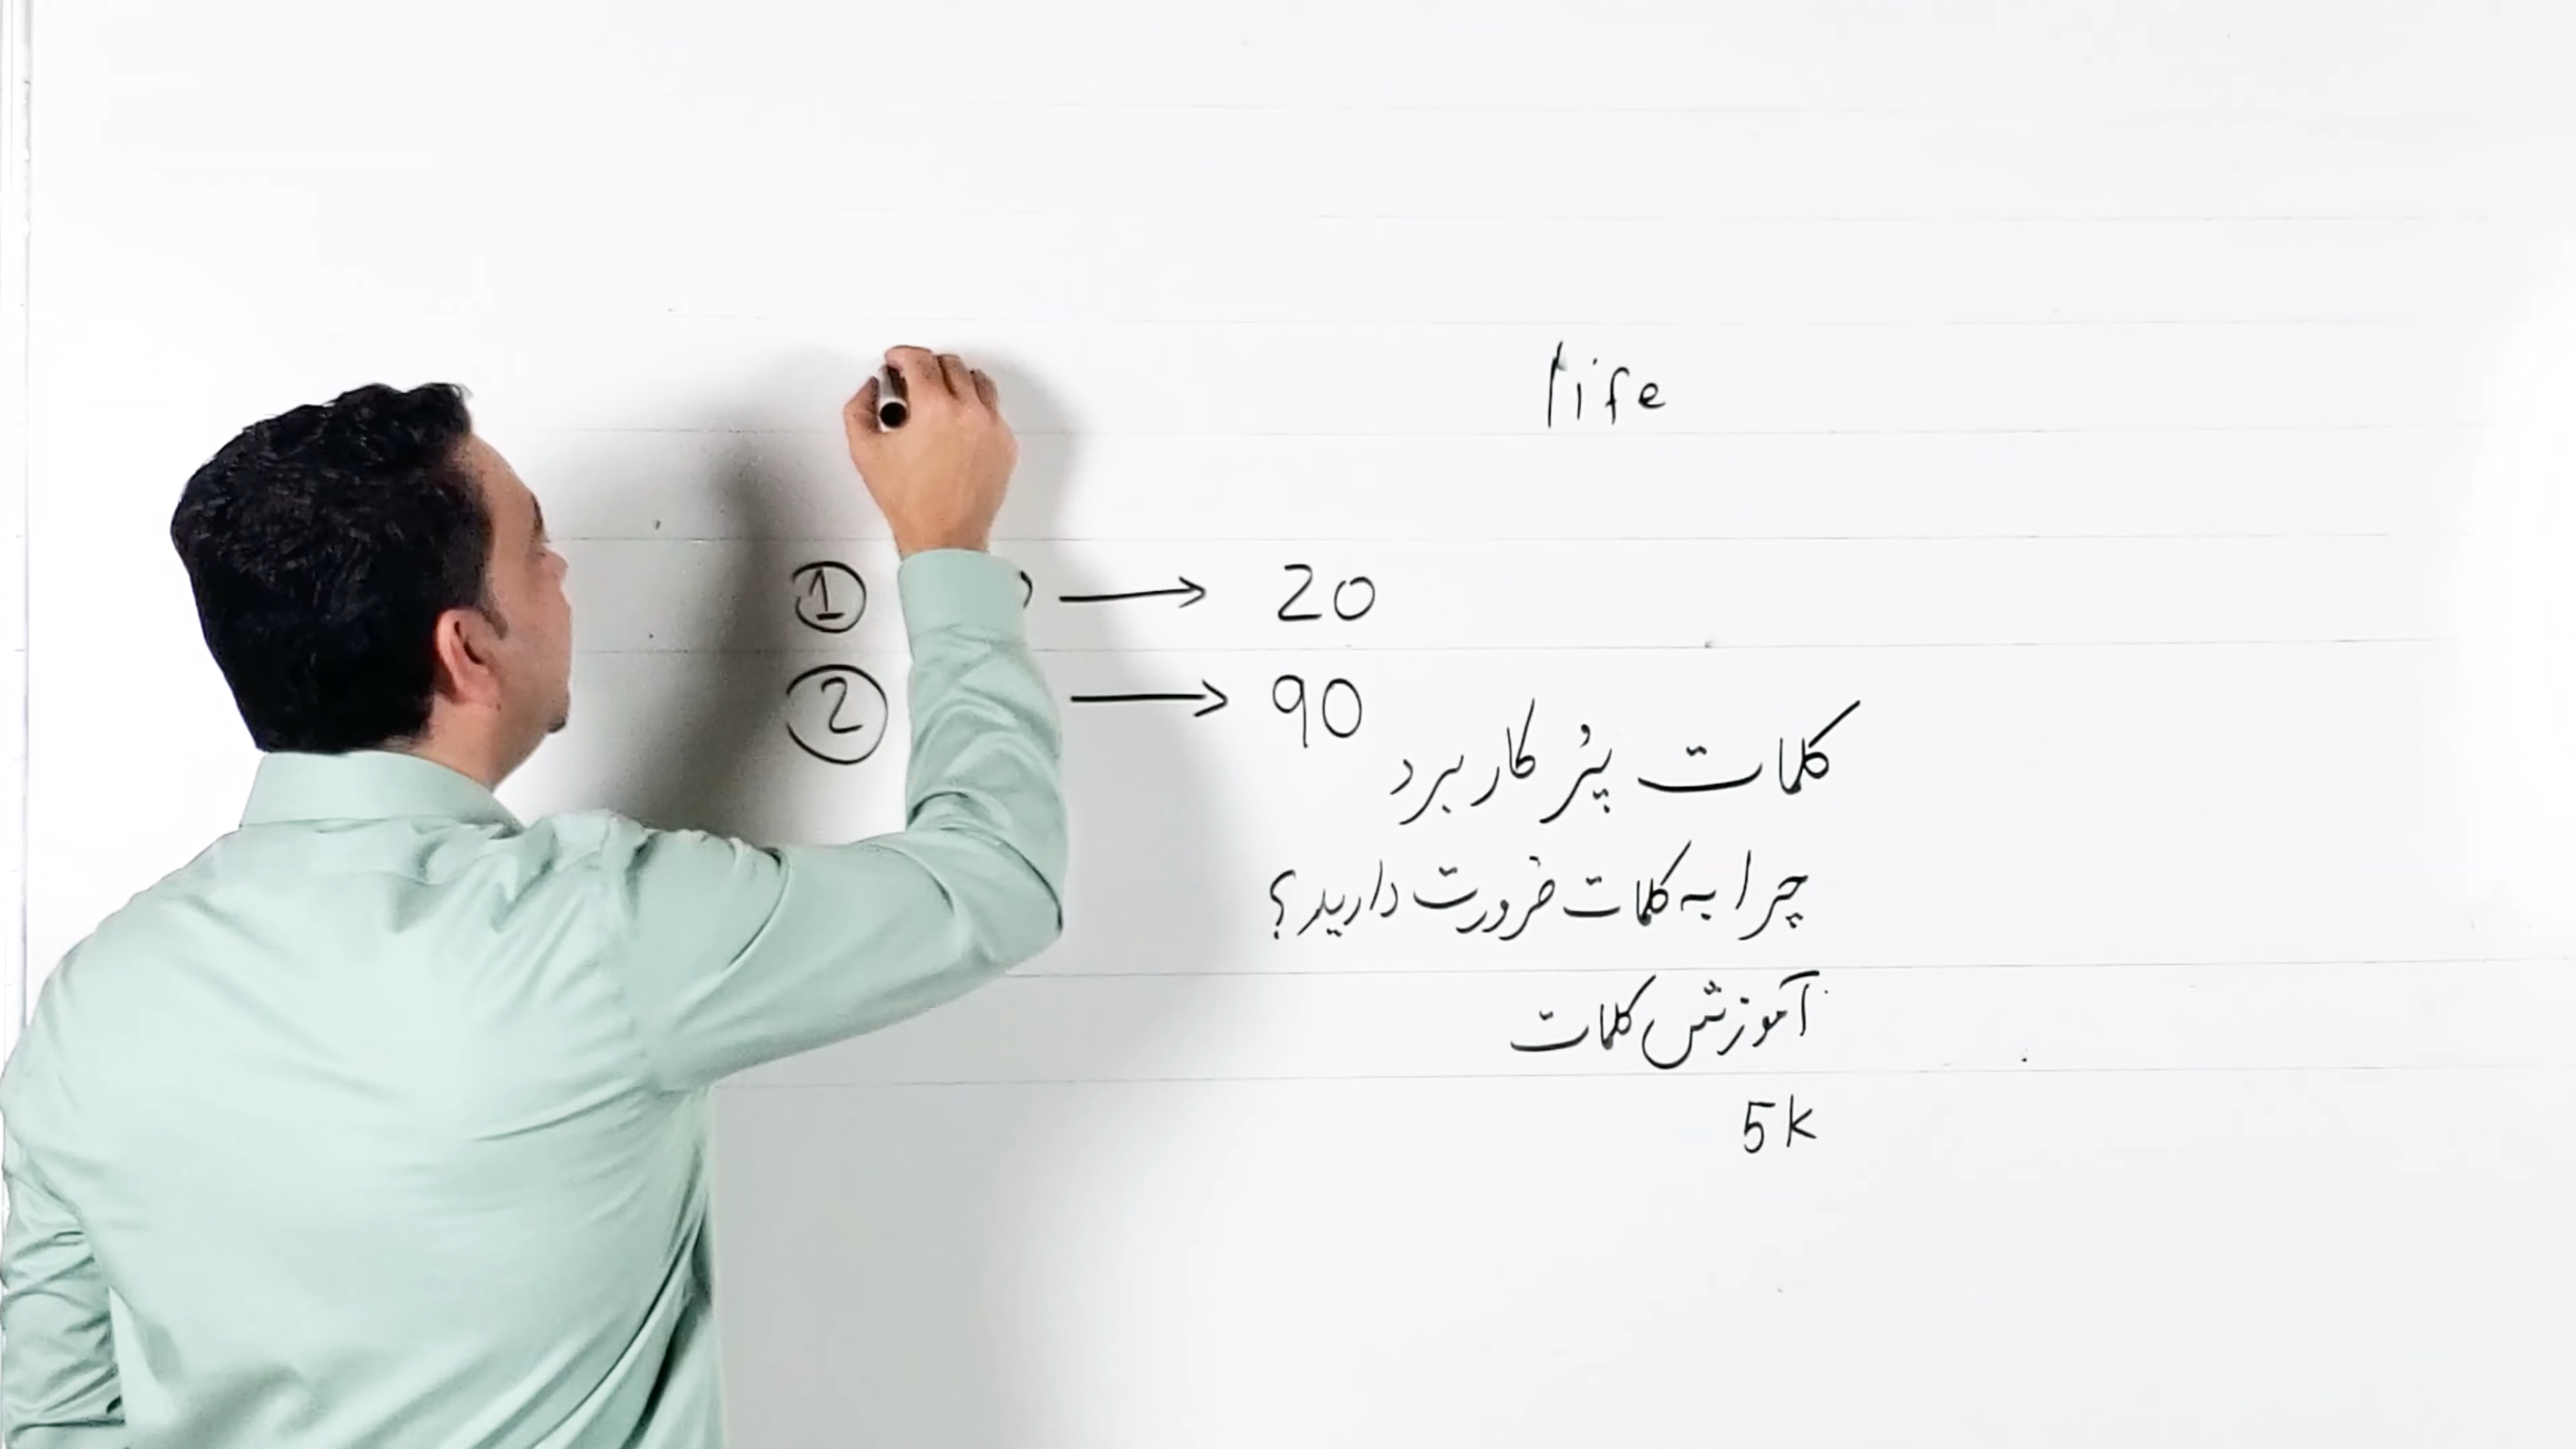 life
① → 20
② → 90
کلمات پُر کاربرد
چرا به کلمات ضرورت دارید؟
آموزش کلمات
5k